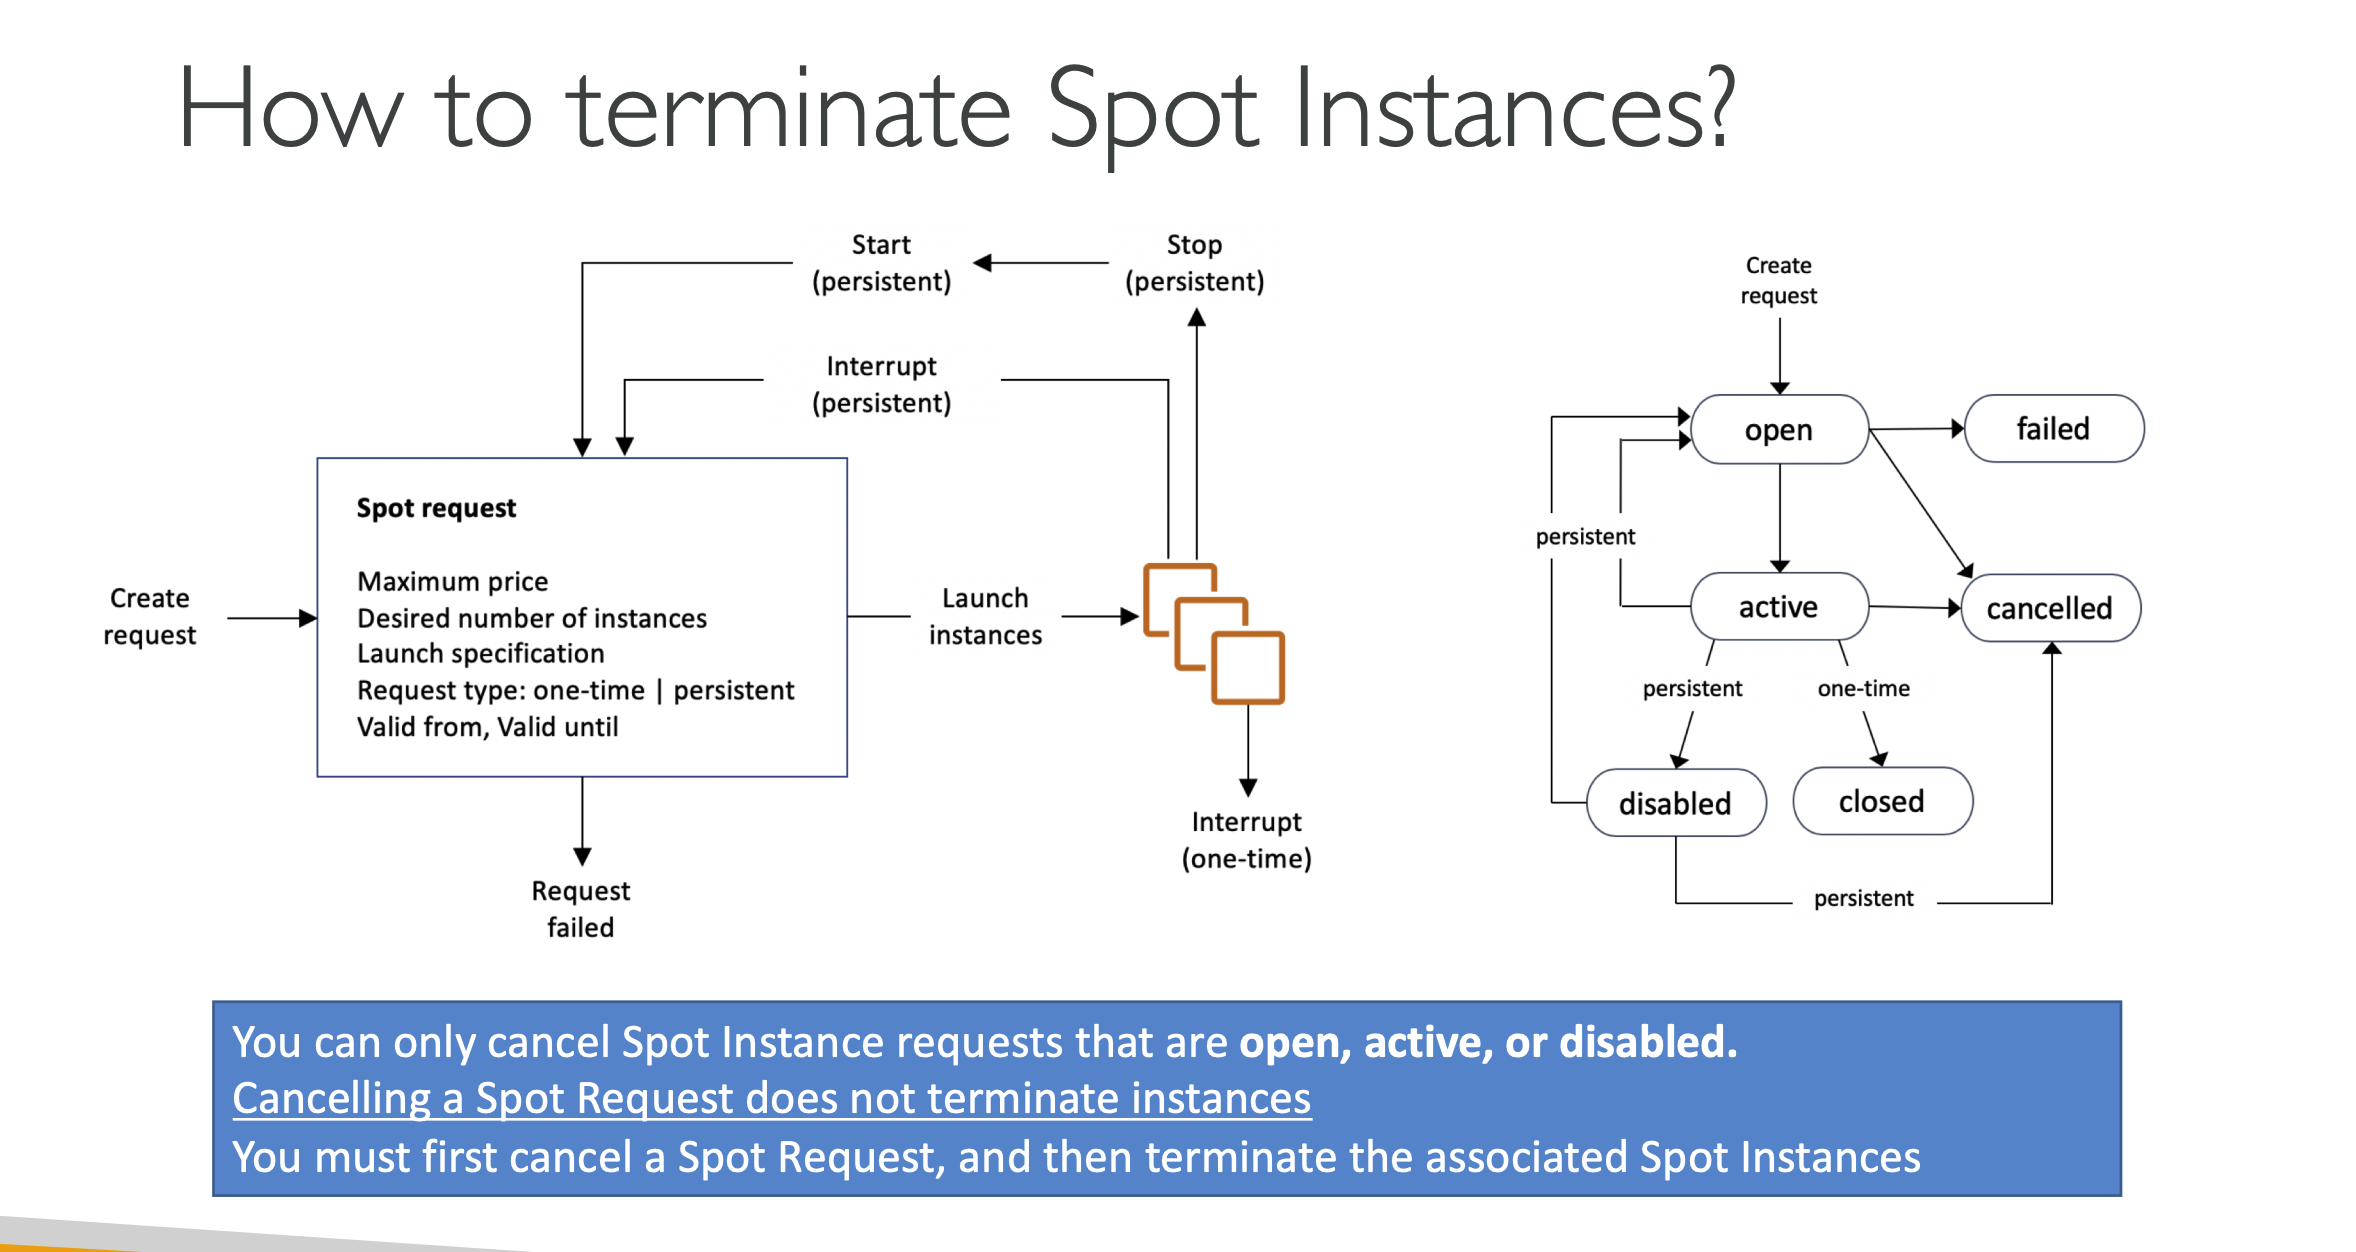 How to terminate Spot Instances?
Start
(persistent)
Stop
(persistent)
Interrupt
(persistent)
Create
request
Spot request
Maximum price
Desired number of instances
Launch specification
Request type: one-time | persistent
Valid from, Valid until
Launch
instances
Interrupt
(one-time)
Request
failed
Create
request
open
failed
persistent
active
cancelled
persistent
one-time
disabled
closed
persistent
You can only cancel Spot Instance requests that are open, active, or disabled.
Cancelling a Spot Request does not terminate instances
You must first cancel a Spot Request, and then terminate the associated Spot Instances